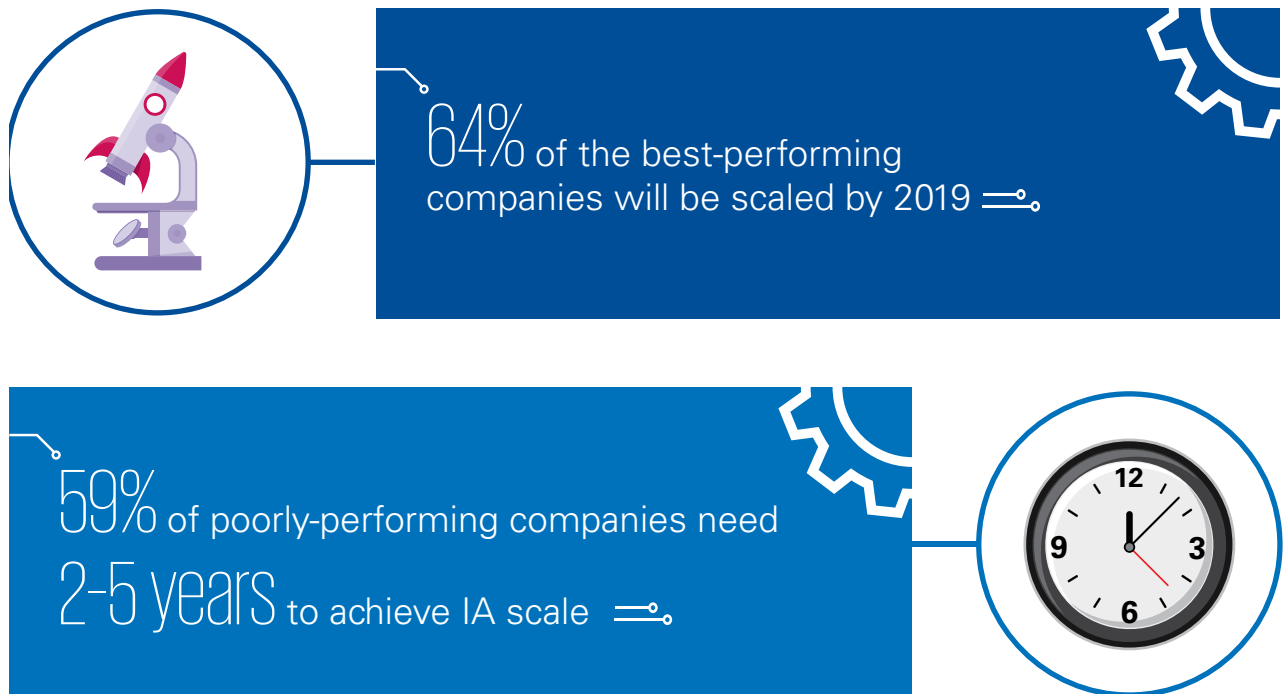 64% of the best-performing
companies will be scaled by 2019
59% of poorly-performing companies need
2-5 years to achieve IA scale
12
9
3
6